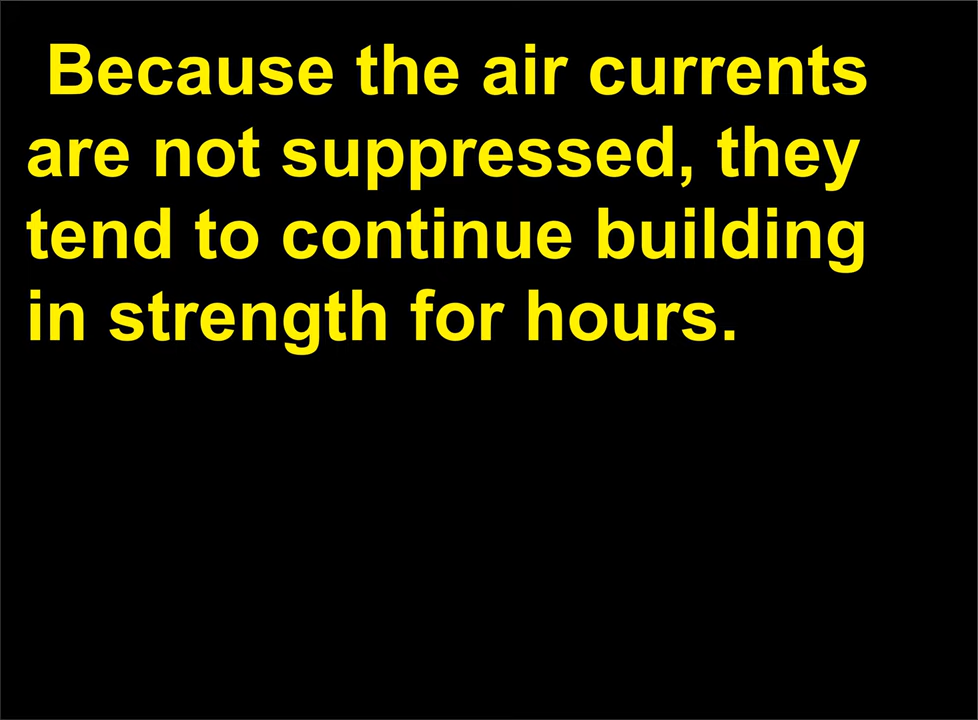 Because the air currents
are not suppressed, they
tend to continue building
in strength for hours.